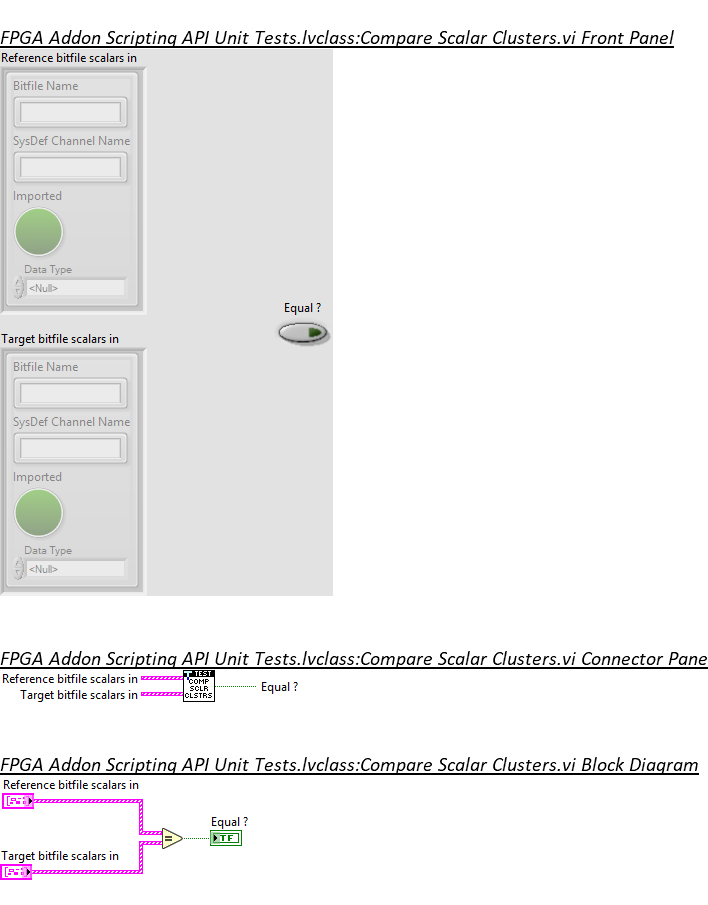 FPGA Addon Scripting API Unit Tests.lvclass:Compare Scalar Clusters.vi Front Panel
Reference bitfile scalars in
Bitfile Name
SysDef Channel Name
Imported
Data Type
<Null>
Equal ?
Target bitfile scalars in
Bitfile Name
SysDef Channel Name
Imported
Data Type
<Null>
FPGA Addon Scripting API Unit Tests.lvclass:Compare Scalar Clusters.vi Connector Pane
Reference bitfile scalars in
Target bitfile scalars in
TEST
COMP
SCLR
CLSTRS
Equal ?
FPGA Addon Scripting API Unit Tests.lvclass:Compare Scalar Clusters.vi Block Diagram
Reference bitfile scalars in
Equal ?
=
TF
Target bitfile scalars in